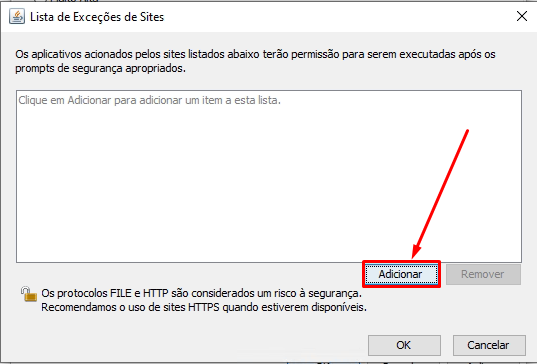 Lista de Exceções de Sites
Os aplicativos acionados pelos sites listados abaixo terão permissão para serem executadas após os
prompts de segurança apropriados.
Clique em Adicionar para adicionar um item a esta lista.
Adicionar
Remover
Os protocolos FILE e HTTP são considerados um risco à segurança.
Recomendamos o uso de sites HTTPS quando estiverem disponíveis.
OK
Cancelar